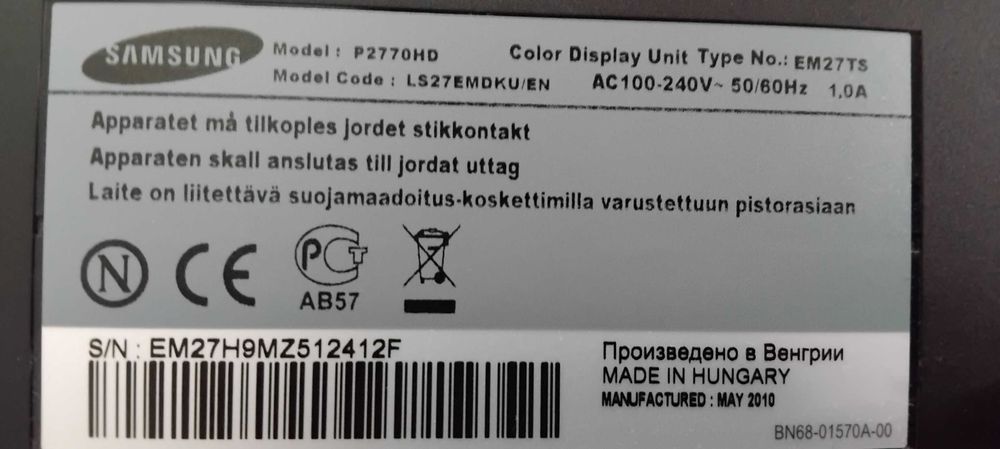 SAMSUNG
Model : P2770HD Color Display Unit Type No.: EM27TS
Model Code : LS27EMDKU/EN AC100-240V~ 50/60Hz 1.0A
Apparatet må tilkoples jordet stikkontakt
Apparaten skall anslutas till jordat uttag
Laite on liitettävä suojamaadoitus-koskettimilla varustettuun pistorasiaan
N CE PCT
AB57
S/N : EM27H9MZ512412F
Произведено в Венгрии
MADE IN HUNGARY
MANUFACTURED : MAY 2010
BN68-01570A-00